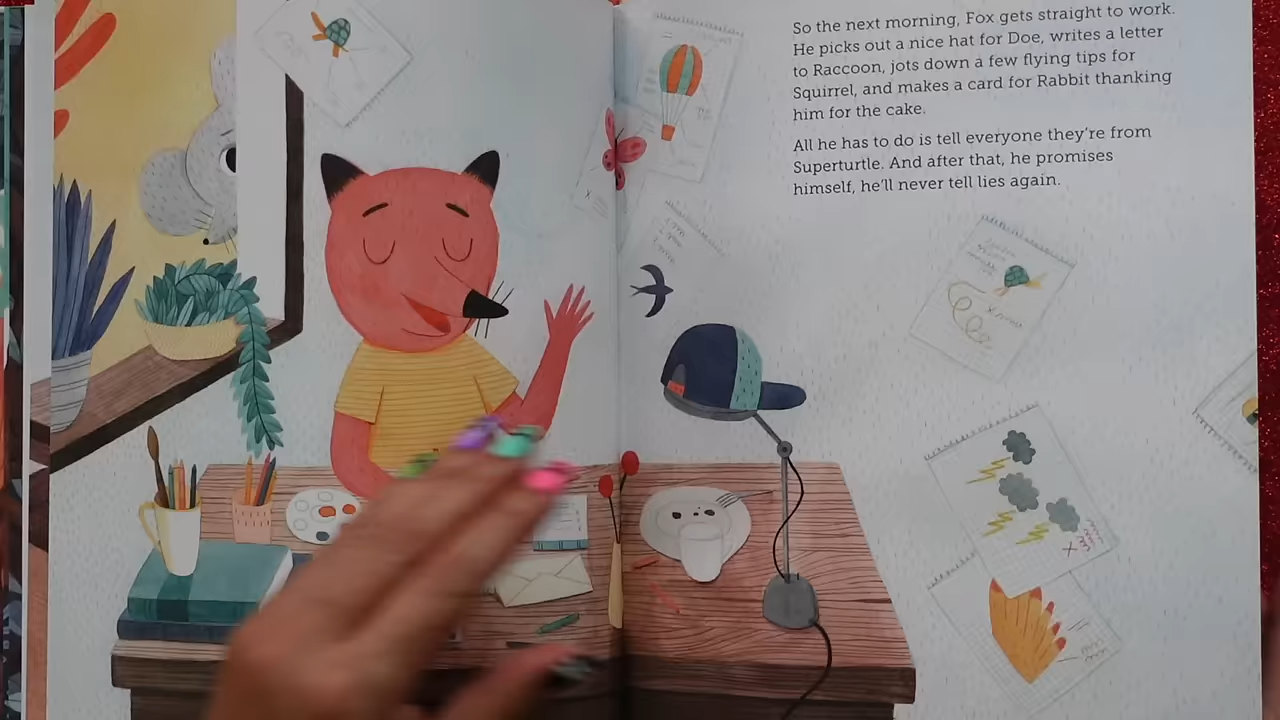 So the next morning, Fox gets straight to work.
He picks out a nice hat for Doe, writes a letter
to Raccoon, jots down a few flying tips for
Squirrel, and makes a card for Rabbit thanking
him for the cake.
All he has to do is tell everyone they're from
Superturtle. And after that, he promises
himself, he'll never tell lies again.